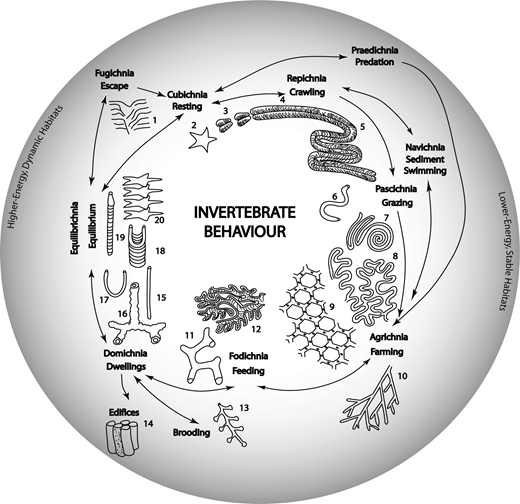 Praedichnia
Predation
Fugichnia
Escape
Repichnia
Crawling
Cubichnia
Resting
1
2
3
4
5
Higher-Energy, Dynamic Habitats
Navichnia
Sediment
Swimming
Pascichnia
Grazing
6
7
8
Lower-Energy, Stable Habitats
INVERTEBRATE
BEHAVIOUR
Equilibrichnia
Equilibrium
20
19
18
17
16
15
9
12
11
Domichnia
Dwellings
Fodichnia
Feeding
Agrichnia
Farming
10
Edifices
14
Brooding
13